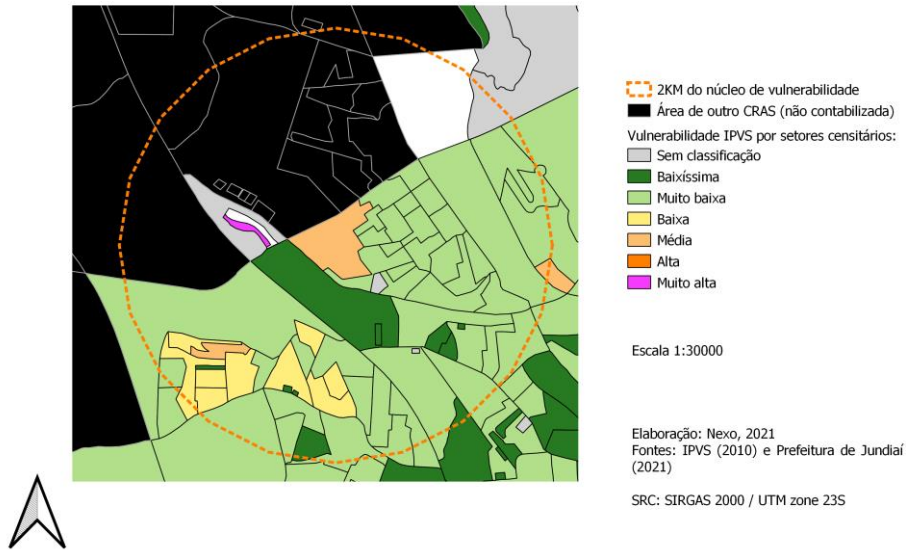 2KM do núcleo de vulnerabilidade
Área de outro CRAS (não contabilizada)
Vulnerabilidade IPVS por setores censitários:
Sem classificação
Baixíssima
Muito baixa
Baixa
Média
Alta
Muito alta
Escala 1:30000
Elaboração: Nexo, 2021
Fontes: IPVS (2010) e Prefeitura de Jundiaí
(2021)
SRC: SIRGAS 2000 / UTM zone 23S